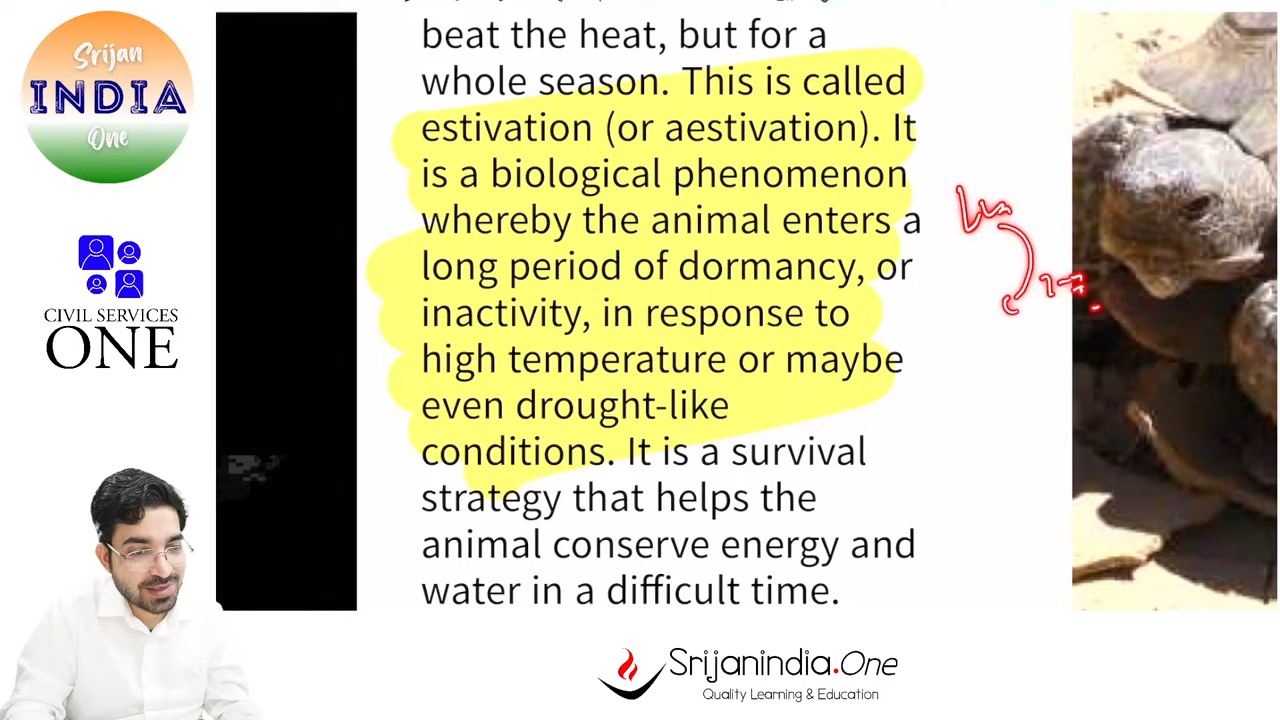 Srijan
INDIA
One
CIVIL SERVICES
ONE
beat the heat, but for a
whole season. This is called
estivation (or aestivation). It
is a biological phenomenon
whereby the animal enters a
long period of dormancy, or
inactivity, in response to
high temperature or maybe
even drought-like
conditions. It is a survival
strategy that helps the
animal conserve energy and
water in a difficult time.
Srijanindia.One
Quality Learning & Education